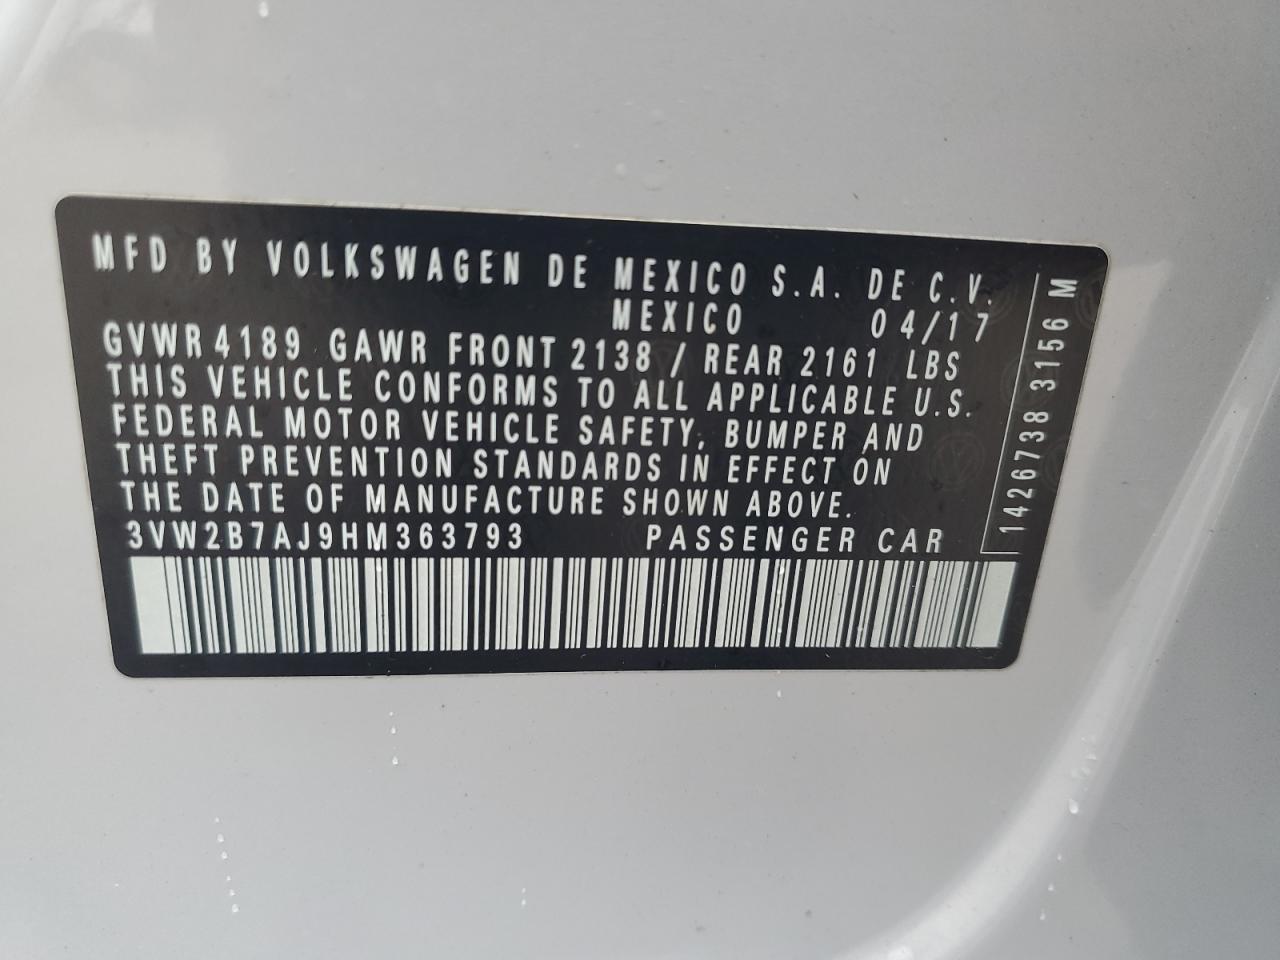 MFD BY VOLKSWAGEN DE MEXICO S.A. DE C.V.
MEXICO 04/17
GVWR 4189 GAWR FRONT 2138 / REAR 2161 LBS
THIS VEHICLE CONFORMS TO ALL APPLICABLE U.S.
FEDERAL MOTOR VEHICLE SAFETY, BUMPER AND
THEFT PREVENTION STANDARDS IN EFFECT ON
THE DATE OF MANUFACTURE SHOWN ABOVE.
3VW2B7AJ9HM363793 PASSENGER CAR
1426738 3156 M